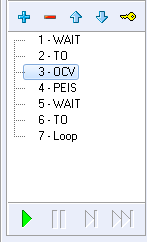 1 - WAIT
2 - TO
3 - OCV
4 - PEIS
5 - WAIT
6 - TO
7 - Loop